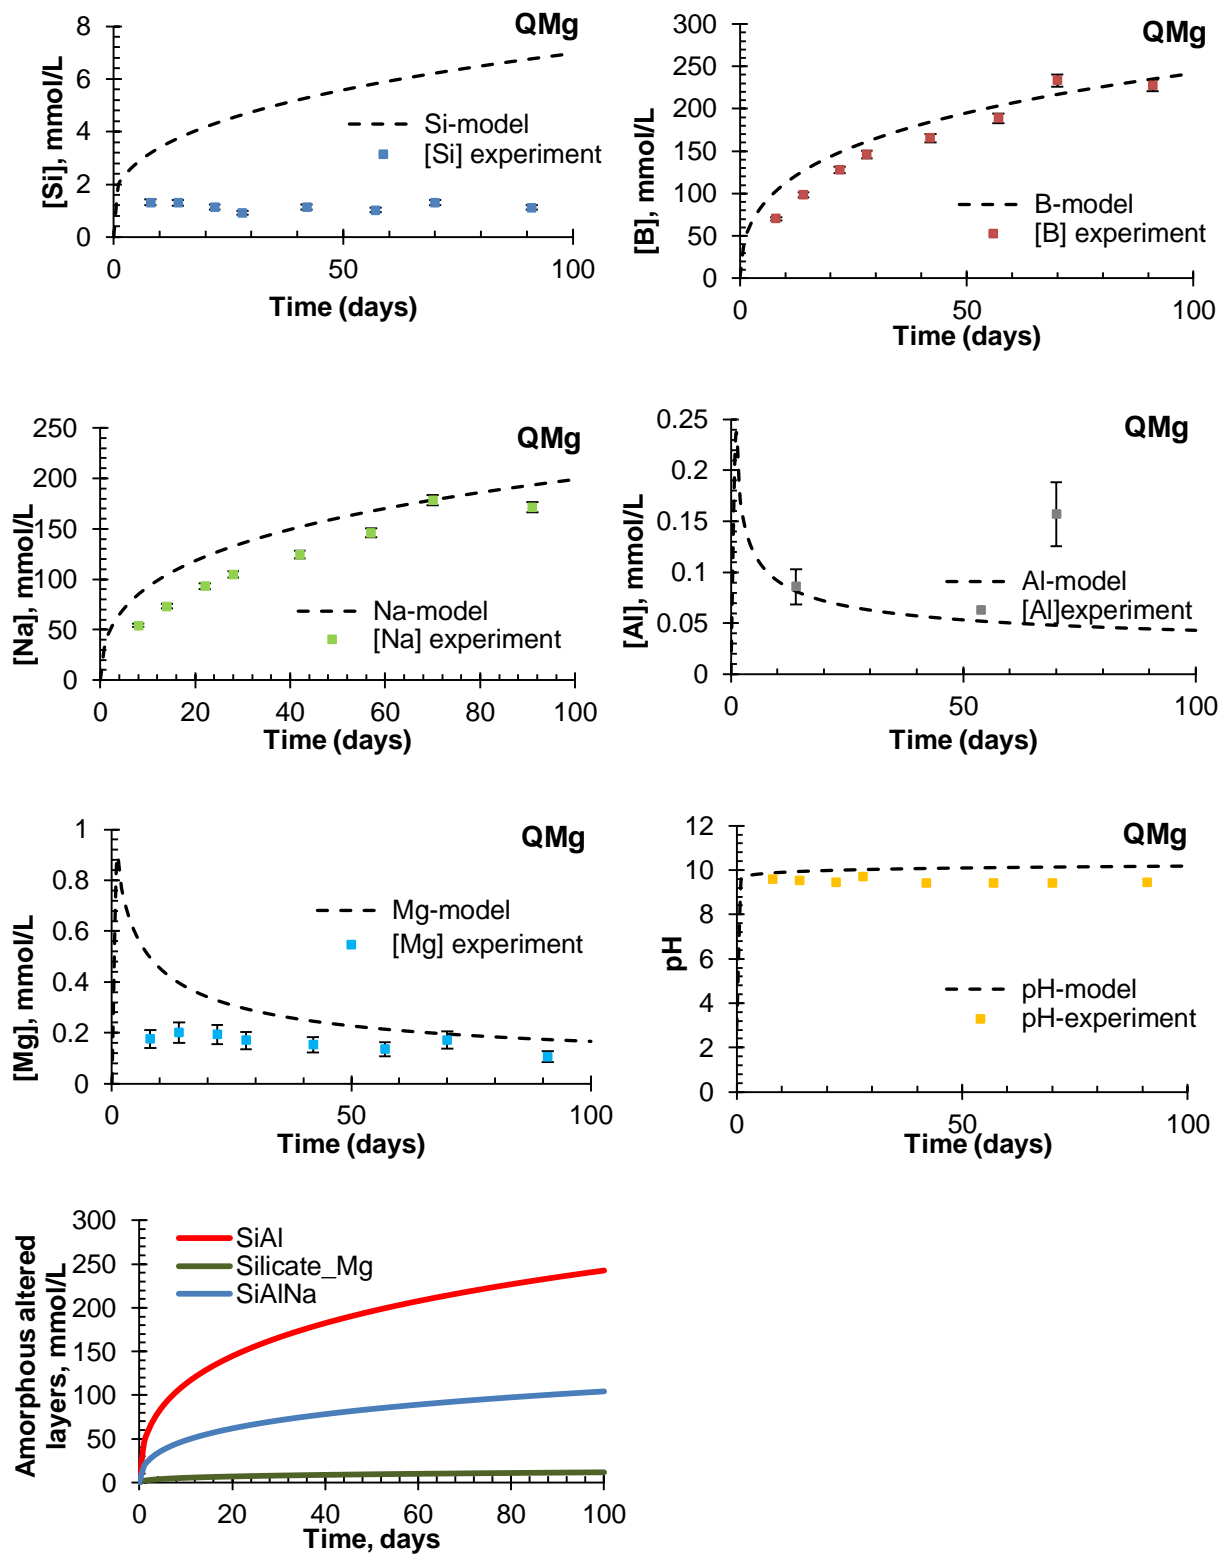 QMg
[Si], mmol/L
8
6
4
2
0
Si-model
[Si] experiment
0 50 100
Time (days)
QMg
[B], mmol/L
300
250
200
150
100
50
0
B-model
[B] experiment
0 50 100
Time (days)
QMg
[Na], mmol/L
250
200
150
100
50
0
Na-model
[Na] experiment
0 20 40 60 80 100
Time (days)
QMg
[Al], mmol/L
0.25
0.2
0.15
0.1
0.05
0
Al-model
[Al]experiment
0 50 100
Time (days)
QMg
[Mg], mmol/L
1
0.8
0.6
0.4
0.2
0
Mg-model
[Mg] experiment
0 50 100
Time (days)
QMg
pH
12
10
8
6
4
2
0
pH-model
pH-experiment
0 50 100
Time (days)
Amorphous altered
layers, mmol/L
300
250
200
150
100
50
0
SiAl
Silicate_Mg
SiAlNa
0 20 40 60 80 100
Time, days